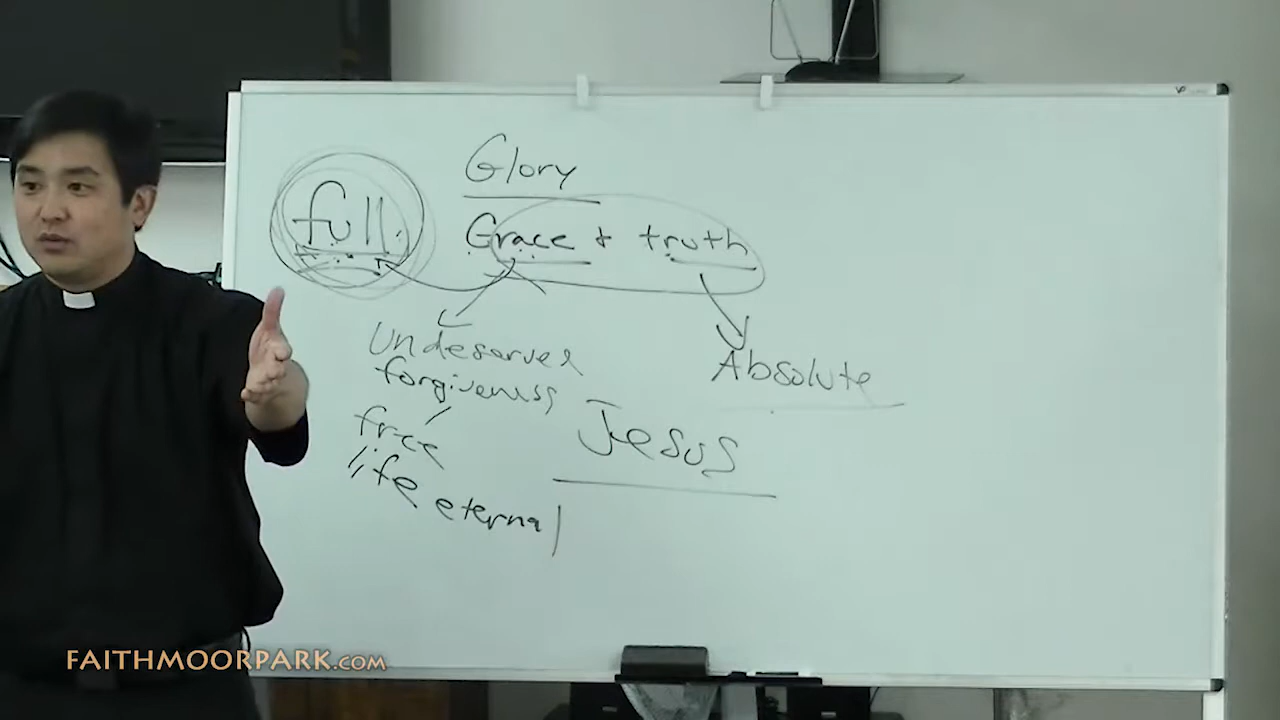 Glory
full
Grace + truth
Undeserved
forgiveness
free
life eternal
Absolute
Jesus
FAITHMOORPARK.COM